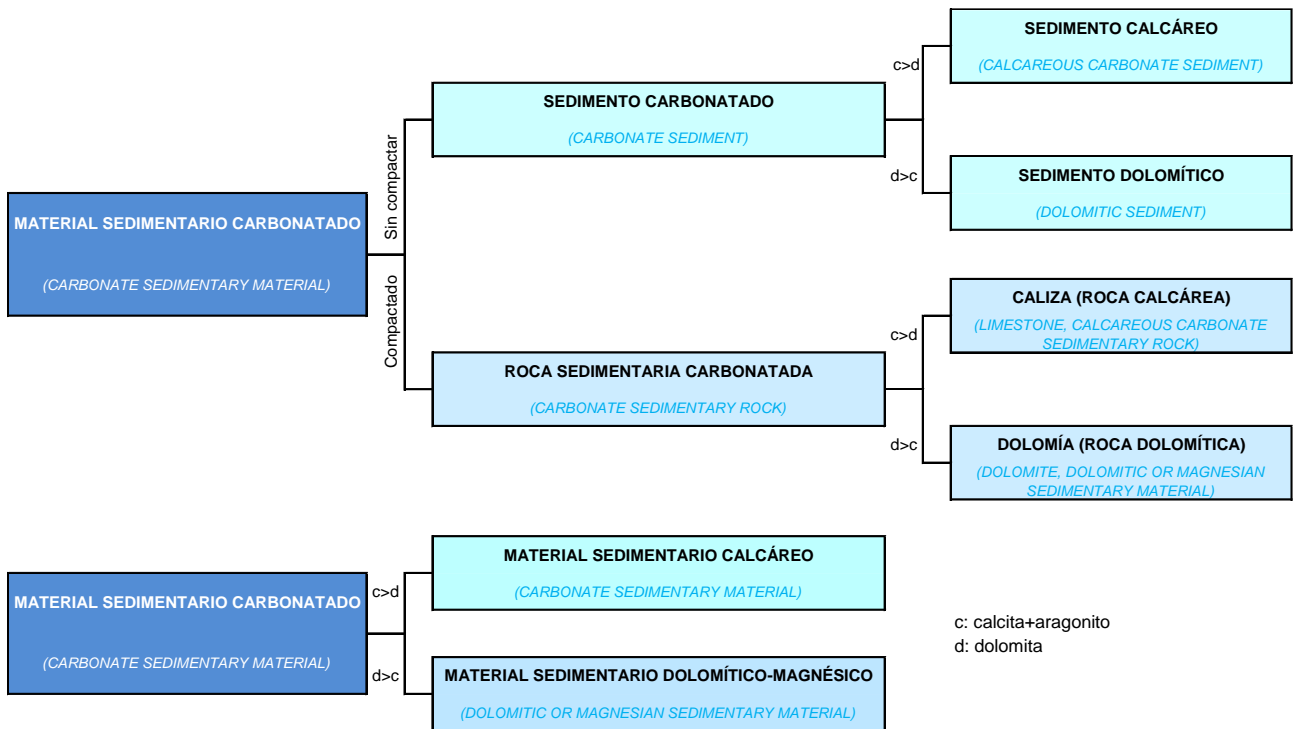 SEDIMENTO CALCÁREO
(CALCAREOUS CARBONATE SEDIMENT)
c>d
SEDIMENTO CARBONATADO
(CARBONATE SEDIMENT)
d>c
SEDIMENTO DOLOMÍTICO
(DOLOMITIC SEDIMENT)
Sin compactar
MATERIAL SEDIMENTARIO CARBONATADO
(CARBONATE SEDIMENTARY MATERIAL)
Compactado
CALIZA (ROCA CALCÁREA)
(LIMESTONE, CALCAREOUS CARBONATE
SEDIMENTARY ROCK)
c>d
ROCA SEDIMENTARIA CARBONATADA
(CARBONATE SEDIMENTARY ROCK)
d>c
DOLOMÍA (ROCA DOLOMÍTICA)
(DOLOMITE, DOLOMITIC OR MAGNESIAN
SEDIMENTARY MATERIAL)
MATERIAL SEDIMENTARIO CALCÁREO
(CARBONATE SEDIMENTARY MATERIAL)
c>d
MATERIAL SEDIMENTARIO CARBONATADO
(CARBONATE SEDIMENTARY MATERIAL)
d>c
MATERIAL SEDIMENTARIO DOLOMÍTICO-MAGNÉSICO
(DOLOMITIC OR MAGNESIAN SEDIMENTARY MATERIAL)
c: calcita+aragonito
d: dolomita